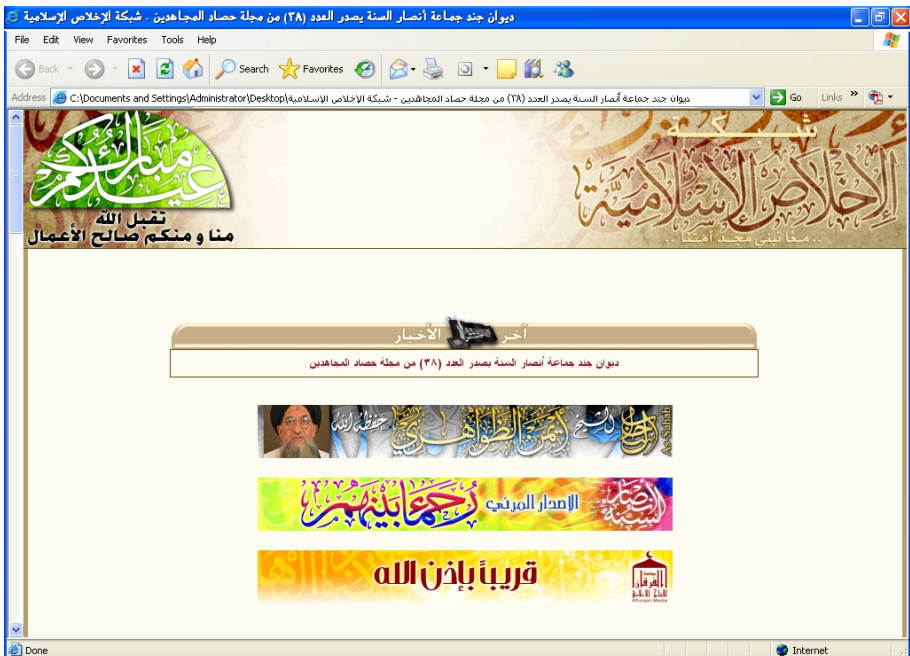 ديوان جند جماعة أنصار السنة يصدر العدد (٣٨) من مجلة حصاد المجاهدين - شبكة الإخلاص الإسلامية
File Edit View Favorites Tools Help
Back Search Favorites
Address C:\Documents and Settings\Administrator\Desktop\ديوان جند جماعة أنصار السنة يصدر العدد (٣٨) من مجلة حصاد المجاهدين - شبكة الإخلاص الإسلامية Go Links »
شبكة
الإخلاص الإسلامية
.. معًا نبني مجد أمتنا ..
عيدكم مبارك
تقبل الله
منا و منكم صالح الأعمال
آخر الأخبار
ديوان جند جماعة أنصار السنة يصدر العدد (٣٨) من مجلة حصاد المجاهدين
الشيخ أيمن الظواهري حفظه الله
As-Sahab
أنصار السنة الإصدار المرئي رحماء بينهم
قريباً بإذن الله
الفرقان
Done Internet